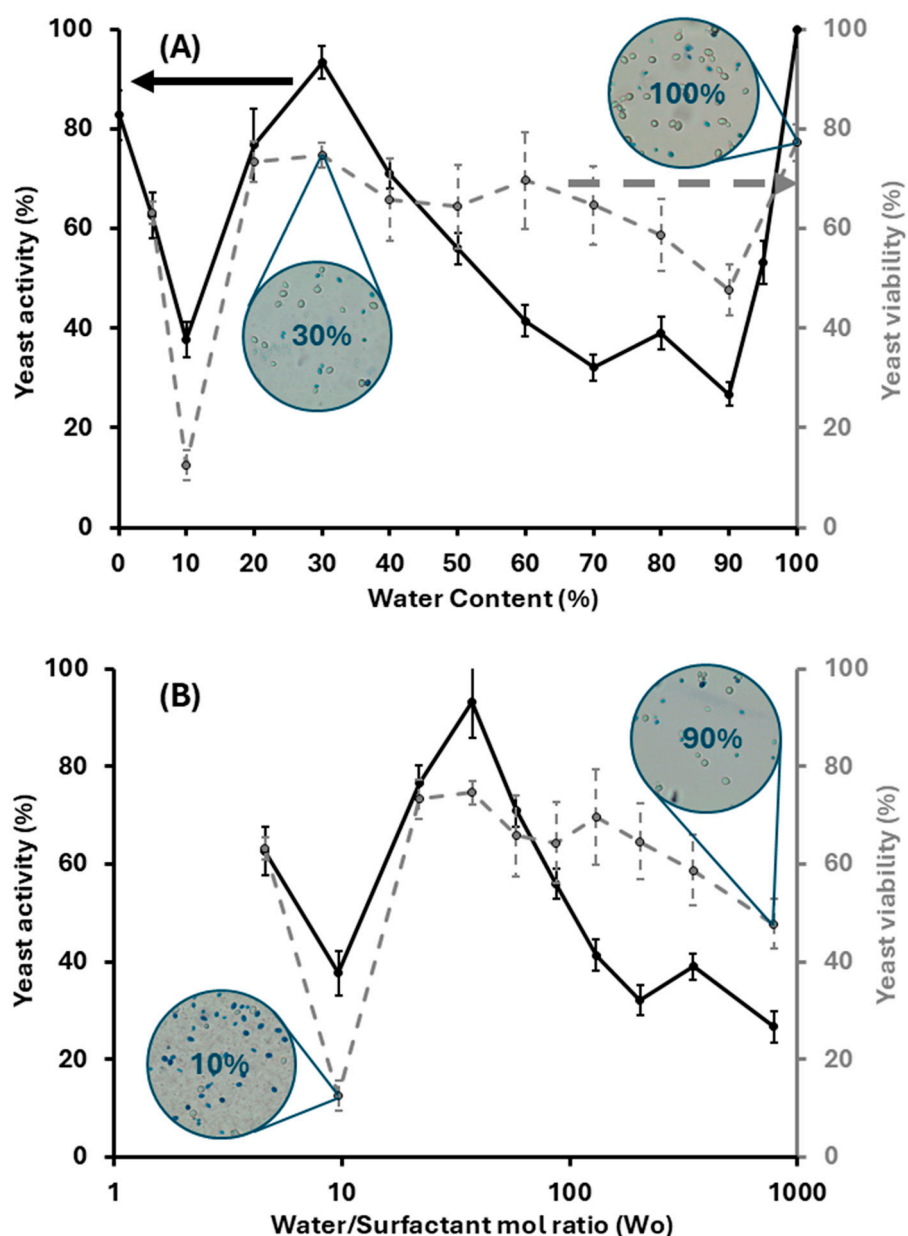 (A)
Yeast activity (%)
100
80
60
40
20
0
100%
30%
100
80
60
40
20
0
Yeast viability (%)
0 10 20 30 40 50 60 70 80 90 100
Water Content (%)
(B)
Yeast activity (%)
100
80
60
40
20
0
90%
10%
100
80
60
40
20
0
Yeast viability (%)
1 10 100 1000
Water/Surfactant mol ratio (Wo)